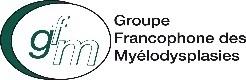 gfm
Groupe
Francophone des
Myélodysplasies